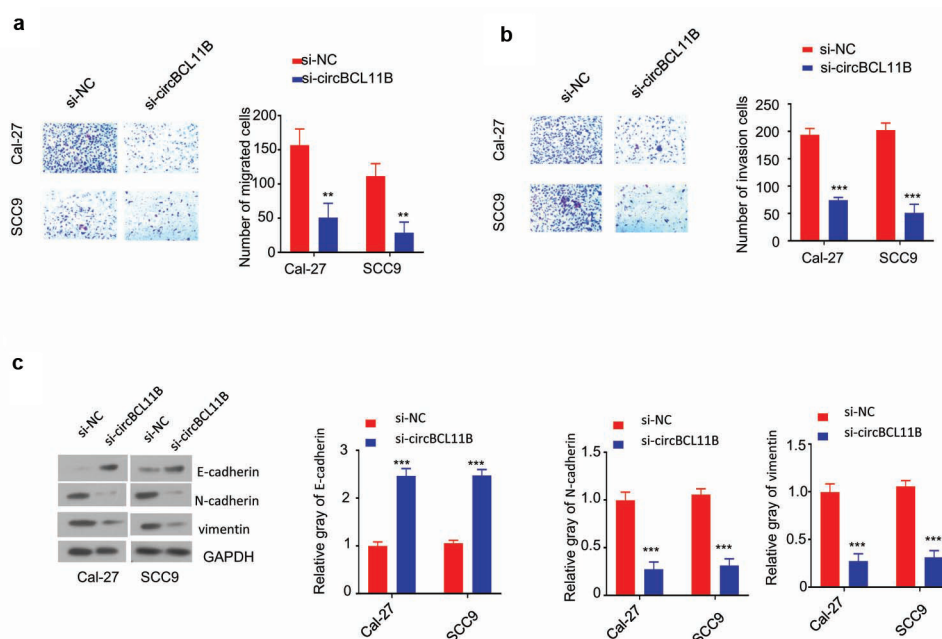 a
si-NC
si-circBCL11B
Cal-27
SCC9
si-NC
si-circBCL11B
Number of migrated cells
200
150
100
50
0
**
**
Cal-27
SCC9
b
si-NC
si-circBCL11B
Cal-27
SCC9
si-NC
si-circBCL11B
Number of invasion cells
250
200
150
100
50
0
***
***
Cal-27
SCC9
c
si-NC
si-circBCL11B
si-NC
si-circBCL11B
E-cadherin
N-cadherin
vimentin
GAPDH
Cal-27
SCC9
si-NC
si-circBCL11B
Relative gray of E-cadherin
3
2
1
0
***
***
Cal-27
SCC9
si-NC
si-circBCL11B
Relative gray of N-cadherin
1.5
1.0
0.5
0
***
***
Cal-27
SCC9
si-NC
si-circBCL11B
Relative gray of vimentin
1.5
1.0
0.5
0.0
***
***
Cal-27
SCC9